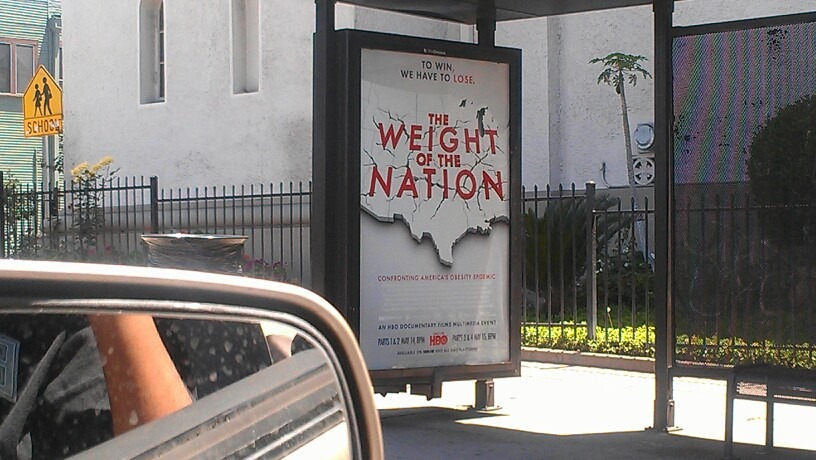 SCHOOL
TO WIN,
WE HAVE TO LOSE.
THE
WEIGHT
OF THE
NATION
CONFRONTING AMERICA'S OBESITY EPIDEMIC
AN HBO DOCUMENTARY FILMS MULTIMEDIA EVENT
PARTS 1 & 2 MAY 14, 8PM HBO PARTS 3 & 4 MAY 15, 8PM